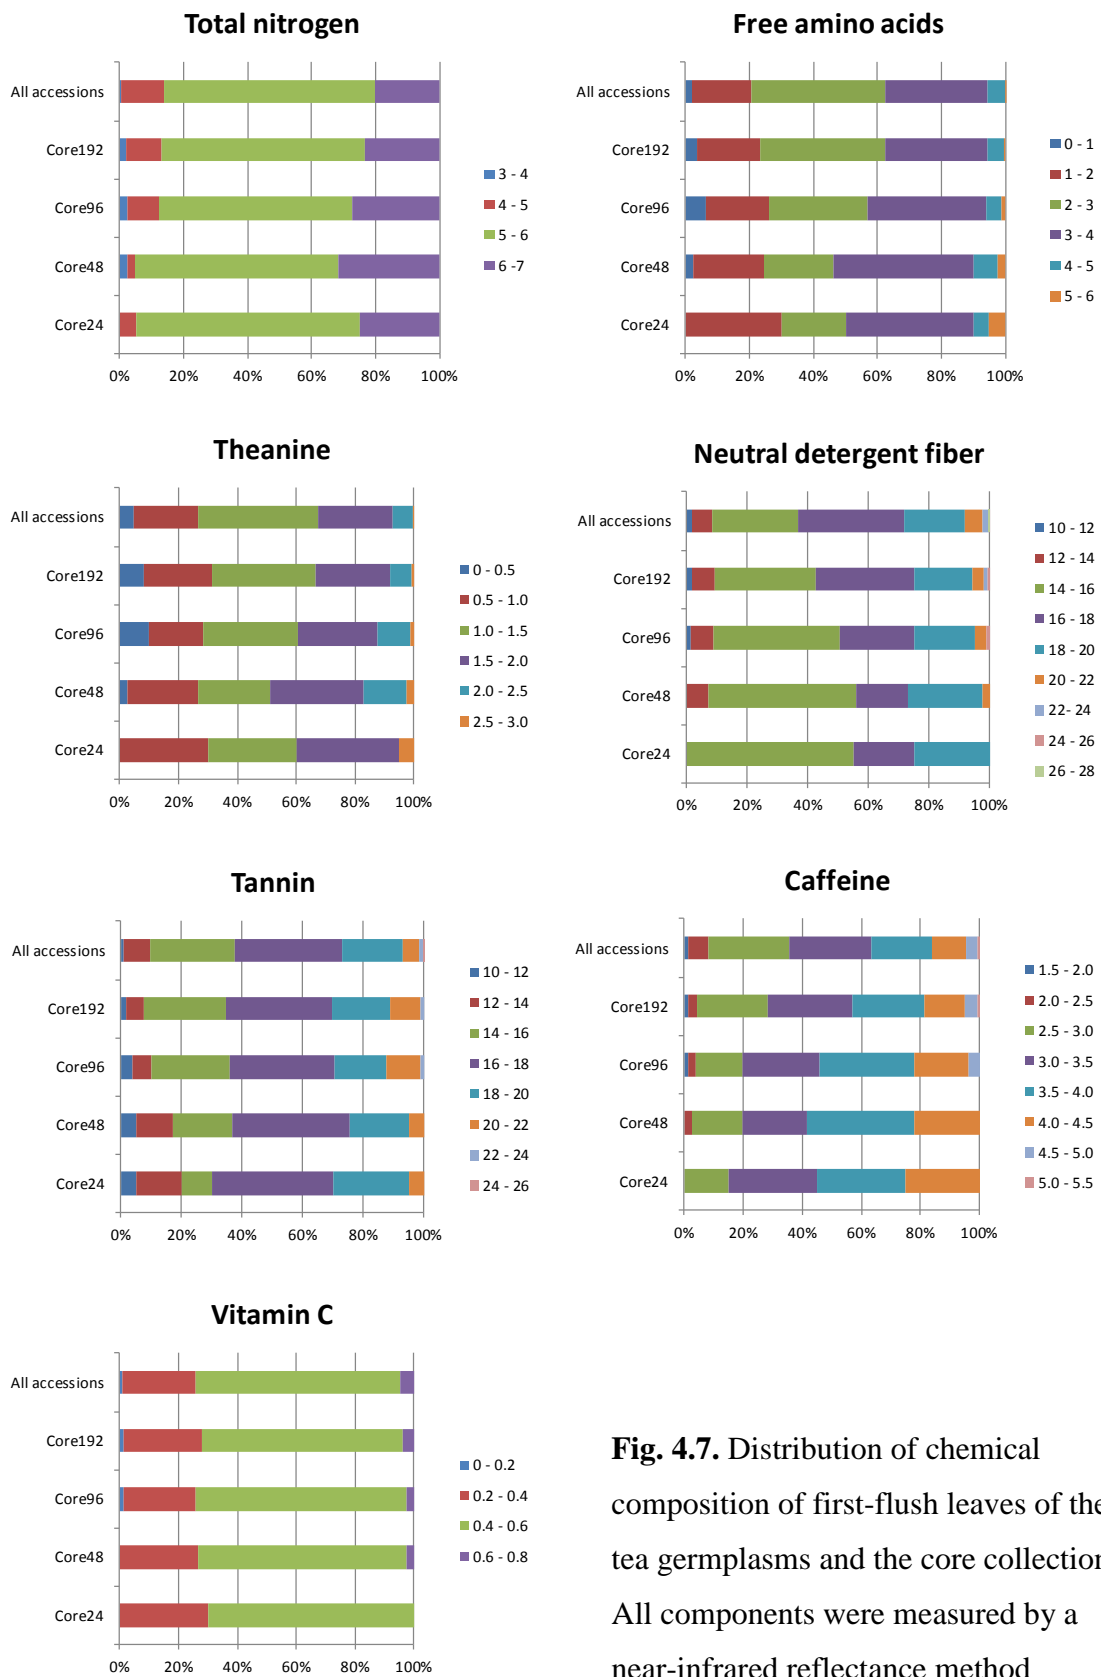 Total nitrogen
All accessions
Core192
Core96
Core48
Core24
0% 20% 40% 60% 80% 100%
3 - 4
4 - 5
5 - 6
6 -7
Free amino acids
All accessions
Core192
Core96
Core48
Core24
0% 20% 40% 60% 80% 100%
0 - 1
1 - 2
2 - 3
3 - 4
4 - 5
5 - 6
Theanine
All accessions
Core192
Core96
Core48
Core24
0% 20% 40% 60% 80% 100%
0 - 0.5
0.5 - 1.0
1.0 - 1.5
1.5 - 2.0
2.0 - 2.5
2.5 - 3.0
Neutral detergent fiber
All accessions
Core192
Core96
Core48
Core24
0% 20% 40% 60% 80% 100%
10 - 12
12 - 14
14 - 16
16 - 18
18 - 20
20 - 22
22- 24
24 - 26
26 - 28
Tannin
All accessions
Core192
Core96
Core48
Core24
0% 20% 40% 60% 80% 100%
10 - 12
12 - 14
14 - 16
16 - 18
18 - 20
20 - 22
22 - 24
24 - 26
Caffeine
All accessions
Core192
Core96
Core48
Core24
0% 20% 40% 60% 80% 100%
1.5 - 2.0
2.0 - 2.5
2.5 - 3.0
3.0 - 3.5
3.5 - 4.0
4.0 - 4.5
4.5 - 5.0
5.0 - 5.5
Vitamin C
All accessions
Core192
Core96
Core48
Core24
0% 20% 40% 60% 80% 100%
0 - 0.2
0.2 - 0.4
0.4 - 0.6
0.6 - 0.8
Fig. 4.7. Distribution of chemical
composition of first-flush leaves of the
tea germplasms and the core collection
All components were measured by a
near-infrared reflectance method